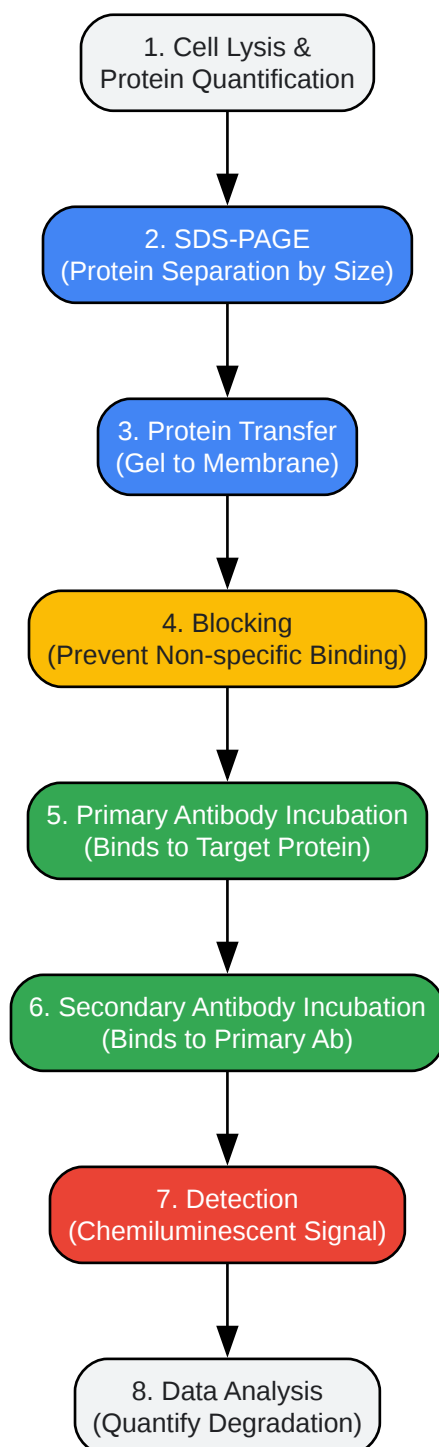 1. Cell Lysis &
Protein Quantification
2. SDS-PAGE
(Protein Separation by Size)
3. Protein Transfer
(Gel to Membrane)
4. Blocking
(Prevent Non-specific Binding)
5. Primary Antibody Incubation
(Binds to Target Protein)
6. Secondary Antibody Incubation
(Binds to Primary Ab)
7. Detection
(Chemiluminescent Signal)
8. Data Analysis
(Quantify Degradation)